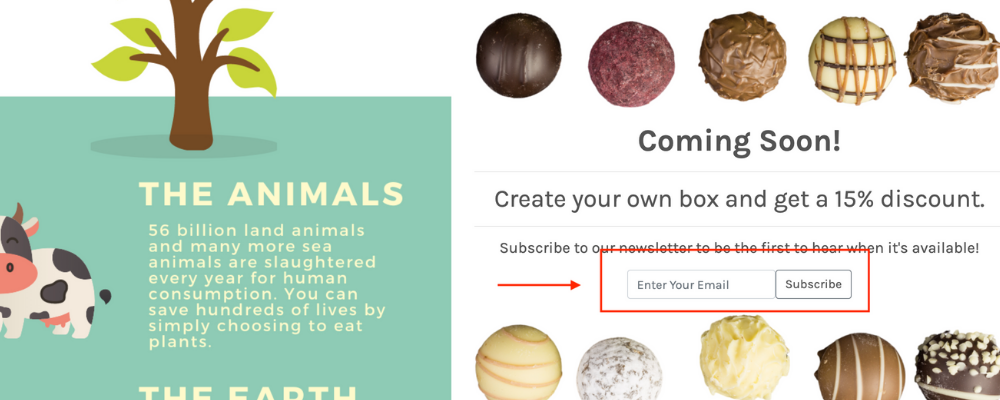 THE ANIMALS
56 billion land animals
and many more sea
animals are slaughtered
every year for human
consumption. You can
save hundreds of lives by
simply choosing to eat
plants.
THE EARTH
Coming Soon!
Create your own box and get a 15% discount.
Subscribe to our newsletter to be the first to hear when it's available!
Enter Your Email
Subscribe